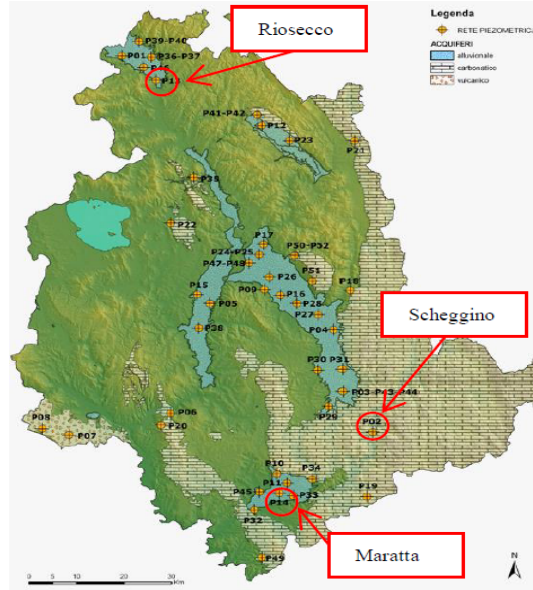 Legenda
RETE PIEZOMETRICA
ACQUIFERI
alluvionale
carbonatico
vulcanico
Riosecco
P39-P40
P01
P36-P37
P41-P42
P12
P23
P21
P22
P17
P24-P25
P47-P48
P50-P52
P51
P18
P26
P09
P16
P28
P27
P15
P05
P04
P38
Scheggino
P30 P31
P03-P43-P44
P29
P02
P06
P20
P08
P07
P10
P34
P11
P45
P14
P33
P19
P32
Maratta
P49
N
0 10 20 30
Km